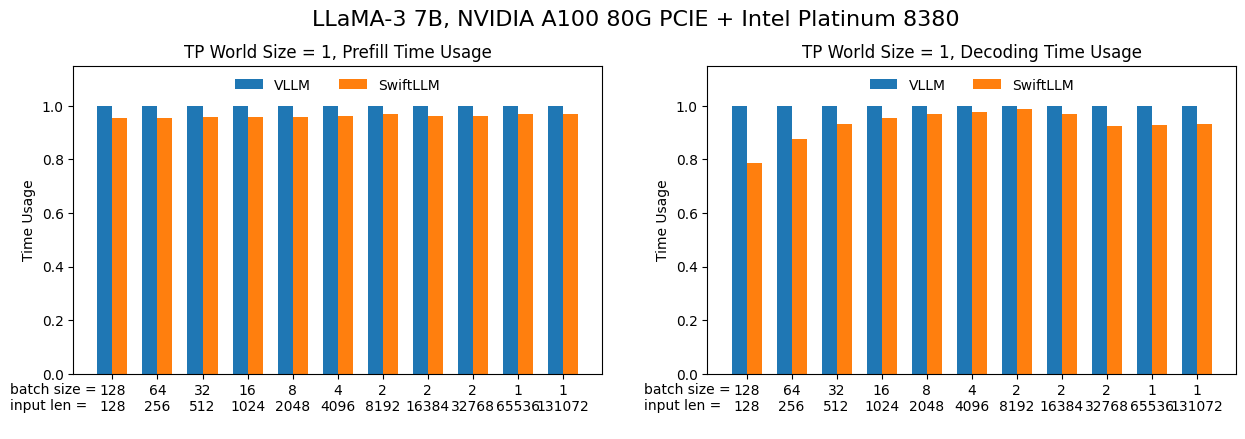 LLaMA-3 7B, NVIDIA A100 80G PCIE + Intel Platinum 8380
TP World Size = 1, Prefill Time Usage
VLLM SwiftLLM
Time Usage
1.0
0.8
0.6
0.4
0.2
0.0
batch size = 128 64 32 16 8 4 2 2 2 1 1
input len = 128 256 512 1024 2048 4096 8192 16384 32768 65536 131072
TP World Size = 1, Decoding Time Usage
VLLM SwiftLLM
Time Usage
1.0
0.8
0.6
0.4
0.2
0.0
batch size = 128 64 32 16 8 4 2 2 2 1 1
input len = 128 256 512 1024 2048 4096 8192 16384 32768 65536 131072